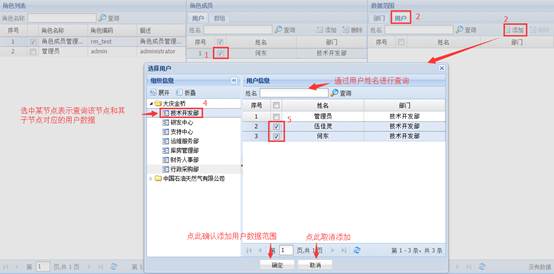 角色列表
角色成员
数据范围
角色名称 查询
用户 群组
部门 用户 2
姓名 查询 添加 删除
姓名 查询 2 添加
序号 角色名称 角色编码 描述
1 角色成员管理... rm_test 角色成员管理...
2 管理员 admin administrator
序号 姓名 部门
1 1 何东 技术开发部
序号 姓名 部门
选择用户
组织信息
展开 折叠
大庆金桥 4
技术开发部
研发中心
支持中心
运维服务部
库房管理部
财务人事部
行政采购部
中国石油天然气有限公司
选中某节点表示查询该节点和其
子节点对应的用户数据
用户信息
通过用户姓名进行查询
姓名 查询
序号 姓名 部门
1 管理员 技术开发部
5
2 伍佳灵 技术开发部
3 何东 技术开发部
点此确认添加用户数据范围
点此取消添加
第 1 页,共 1 页
第 1 - 3 条, 共 3 条
确定 取消
第 1 页,共 1 页
没有数据